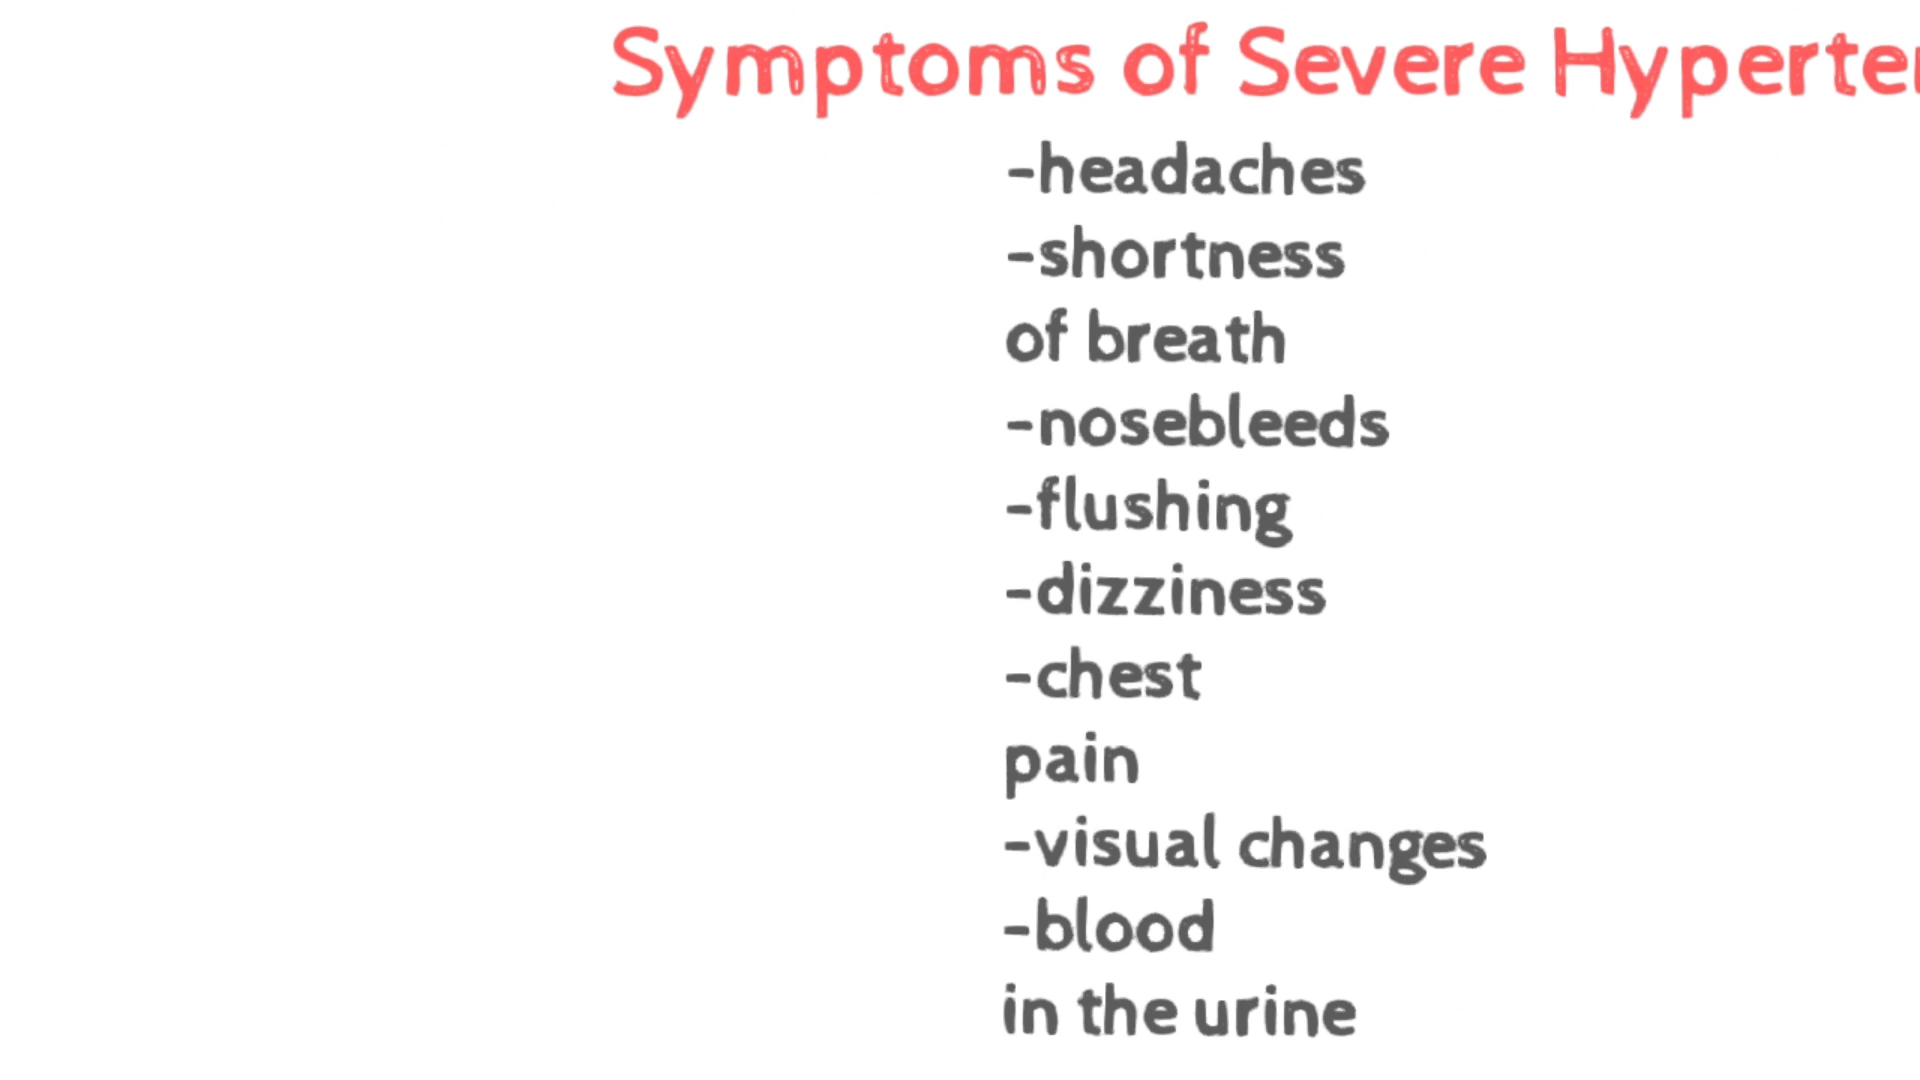 Symptoms of Severe Hyperte
-headaches
-shortness
of breath
-nosebleeds
-flushing
-dizziness
-chest
pain
-visual changes
-blood
in the urine